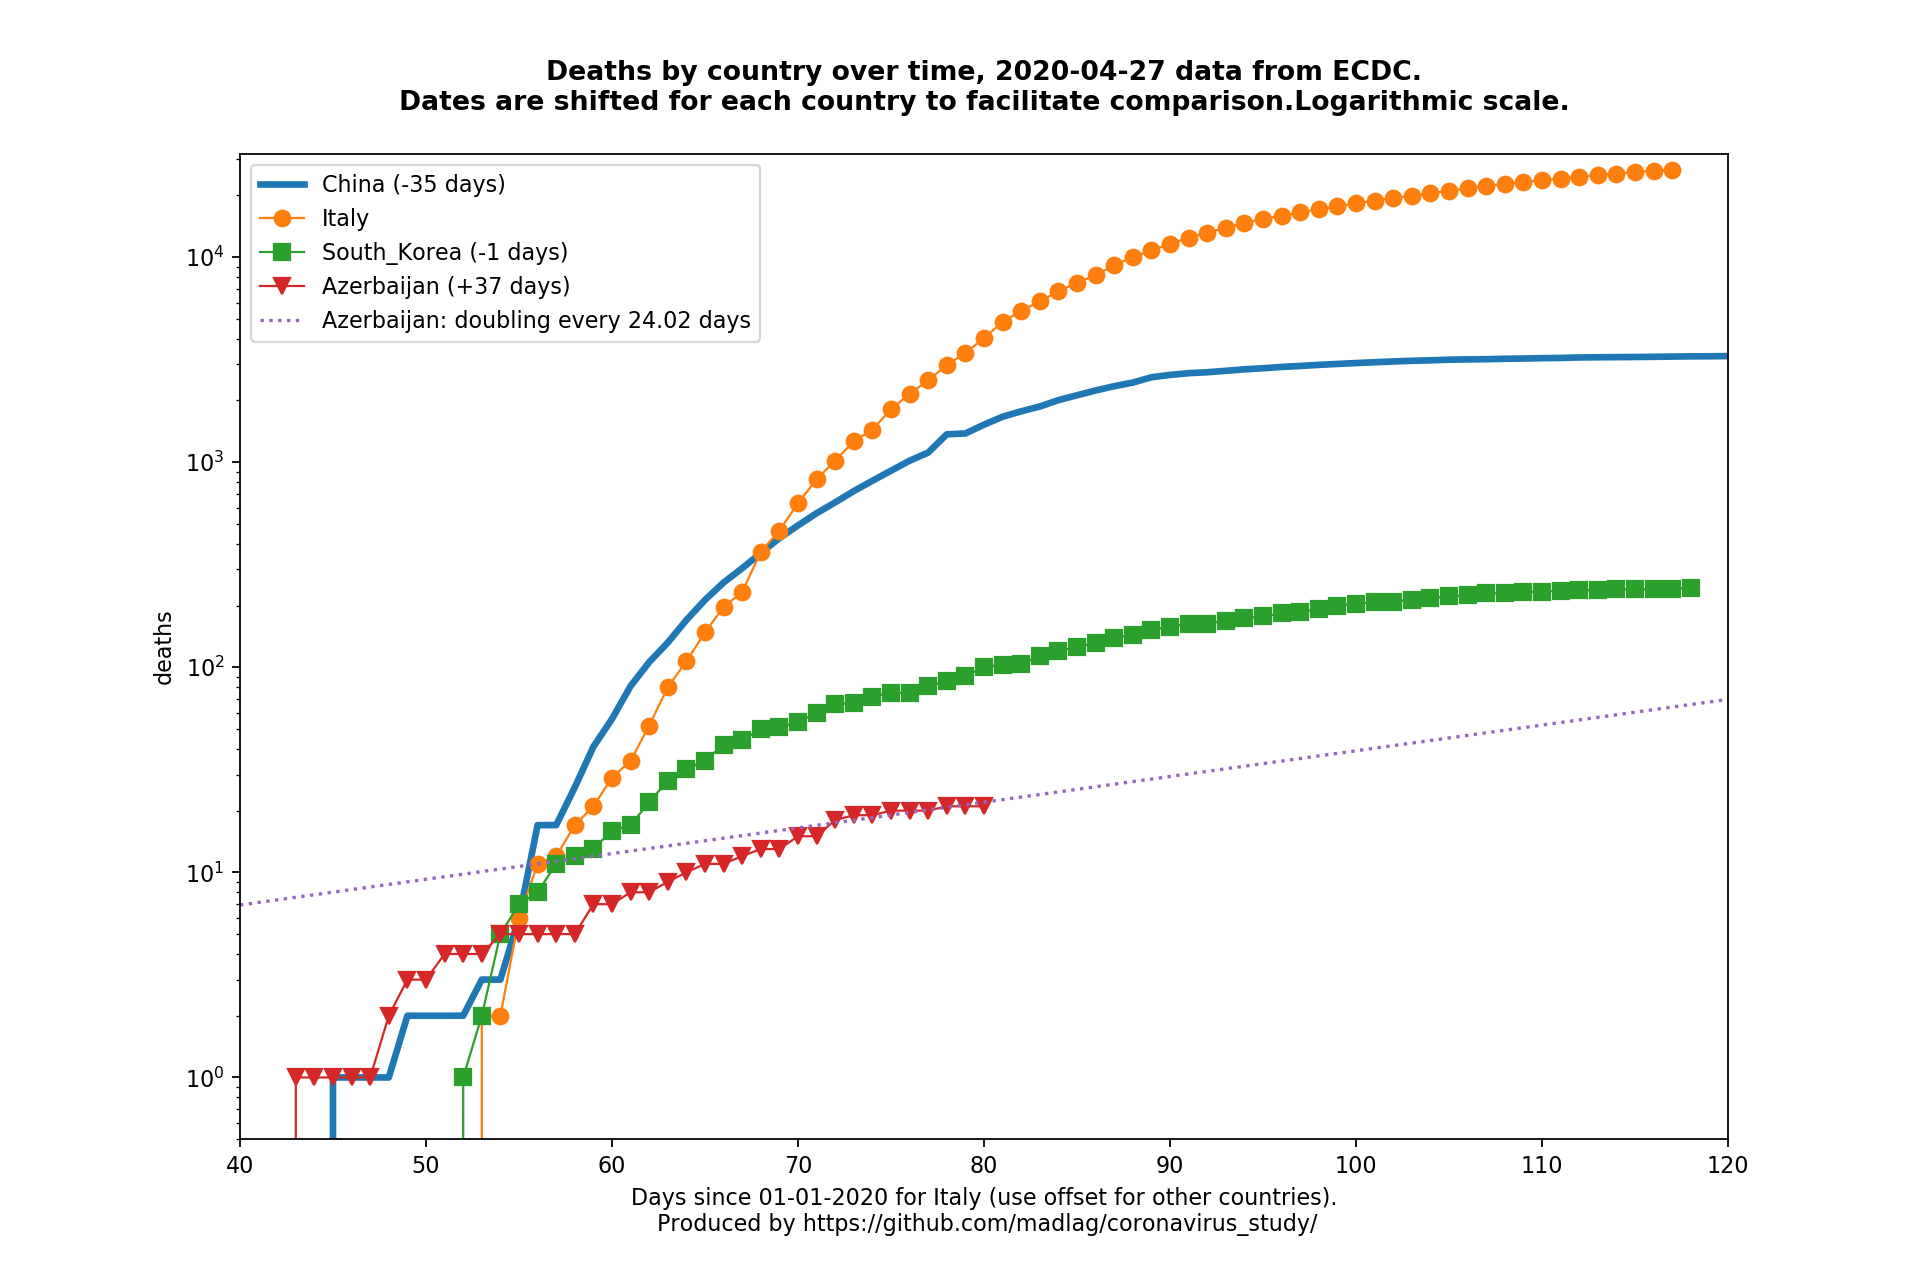 Deaths by country over time, 2020-04-27 data from ECDC.
Dates are shifted for each country to facilitate comparison.Logarithmic scale.
China (-35 days)
Italy
South_Korea (-1 days)
Azerbaijan (+37 days)
Azerbaijan: doubling every 24.02 days
deaths
10⁴
10³
10²
10¹
10⁰
40 50 60 70 80 90 100 110 120
Days since 01-01-2020 for Italy (use offset for other countries).
Produced by https://github.com/madlag/coronavirus_study/